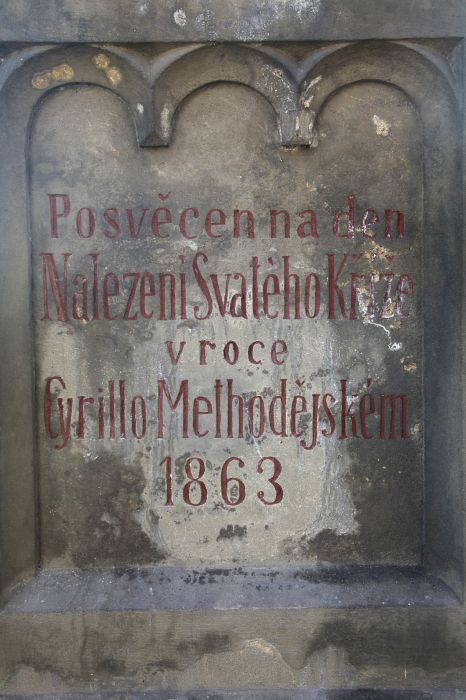 Posvěcen na den
Nalezení Svatého Kříže
v roce
Cyrillo Methodějském
1863